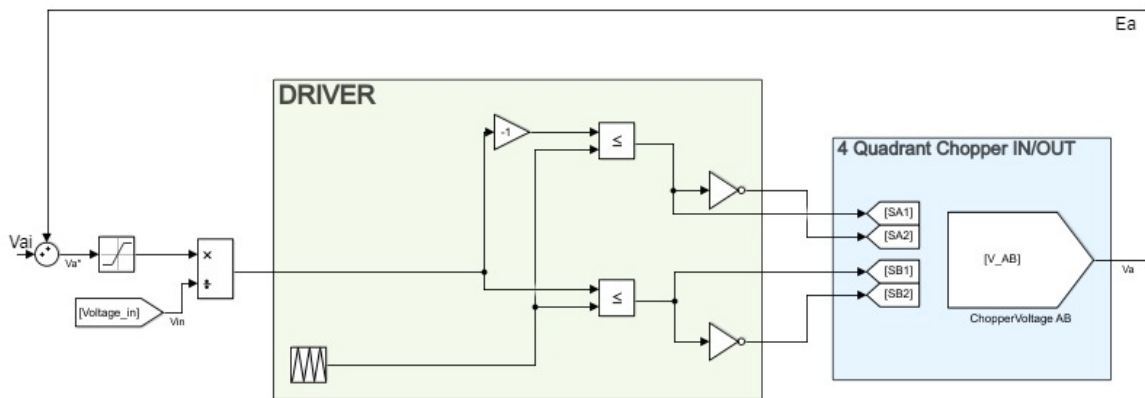 Ea
DRIVER
-1
≤
4 Quadrant Chopper IN/OUT
[SA1]
[SA2]
Vai
++
Va*
×
÷
[Voltage_in]
Vin
≤
[SB1]
[SB2]
[V_AB]
Va
ChopperVoltage AB